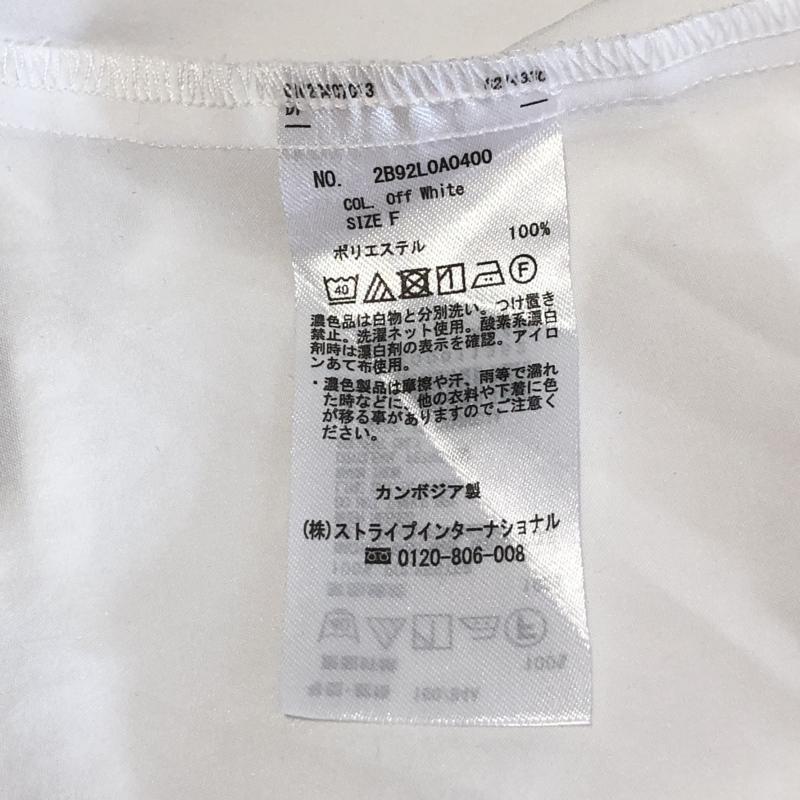 NO. 2B92L0A0400
COL. Off White
SIZE F
ポリエステル 100%
40 F
濃色品は白物と分別洗い。つけ置き
禁止。洗濯ネット使用。酸素系漂白
剤時は漂白剤の表示を確認。アイロ
ンあて布使用。
・濃色製品は摩擦や汗、雨等で濡れ
た時などに、他の衣料や下着に色
が移る事がありますのでご注意く
ださい。
カンボジア製
(株)ストライプインターナショナル
0120-806-008